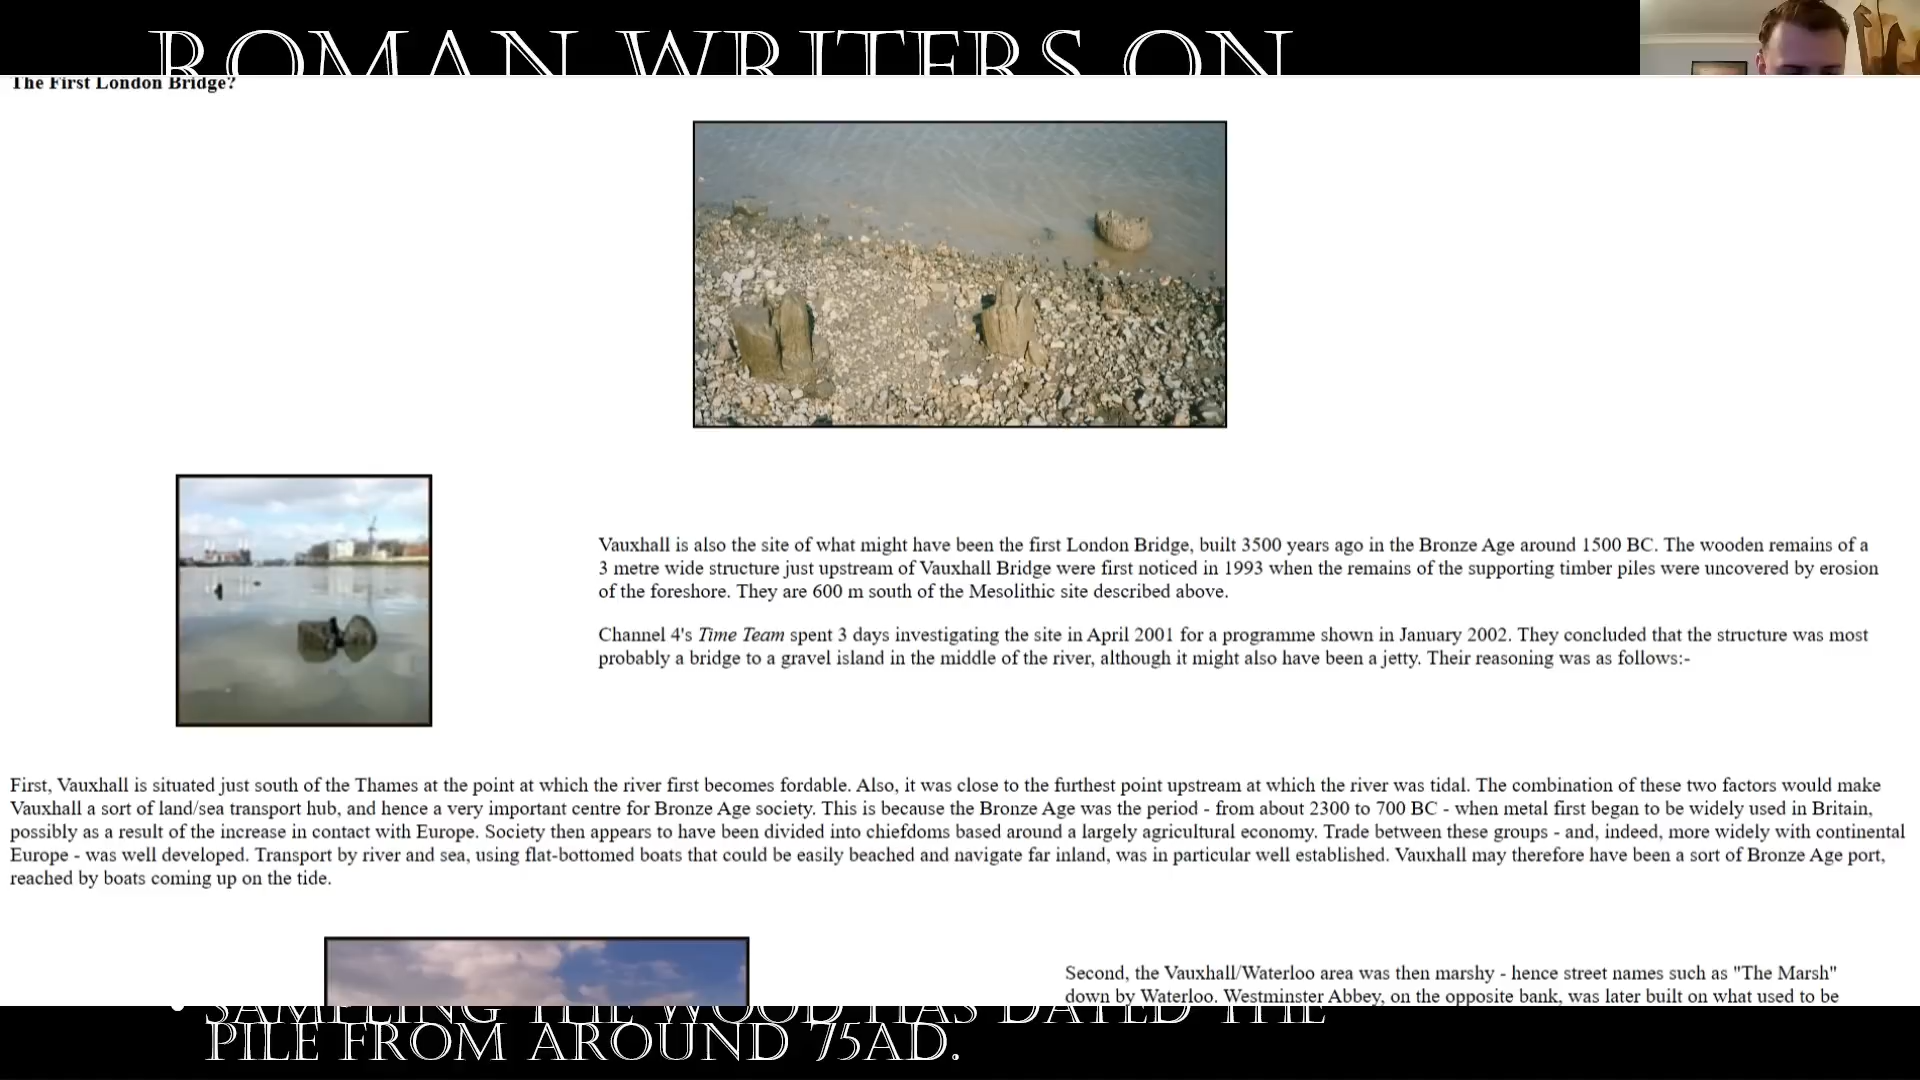 ROMAN WRITERS ON
The First London Bridge?
Vauxhall is also the site of what might have been the first London Bridge, built 3500 years ago in the Bronze Age around 1500 BC. The wooden remains of a
3 metre wide structure just upstream of Vauxhall Bridge were first noticed in 1993 when the remains of the supporting timber piles were uncovered by erosion
of the foreshore. They are 600 m south of the Mesolithic site described above.
Channel 4's Time Team spent 3 days investigating the site in April 2001 for a programme shown in January 2002. They concluded that the structure was most
probably a bridge to a gravel island in the middle of the river, although it might also have been a jetty. Their reasoning was as follows:-
First, Vauxhall is situated just south of the Thames at the point at which the river first becomes fordable. Also, it was close to the furthest point upstream at which the river was tidal. The combination of these two factors would make
Vauxhall a sort of land/sea transport hub, and hence a very important centre for Bronze Age society. This is because the Bronze Age was the period - from about 2300 to 700 BC - when metal first began to be widely used in Britain,
possibly as a result of the increase in contact with Europe. Society then appears to have been divided into chiefdoms based around a largely agricultural economy. Trade between these groups - and, indeed, more widely with continental
Europe - was well developed. Transport by river and sea, using flat-bottomed boats that could be easily beached and navigate far inland, was in particular well established. Vauxhall may therefore have been a sort of Bronze Age port,
reached by boats coming up on the tide.
Second, the Vauxhall/Waterloo area was then marshy - hence street names such as "The Marsh"
down by Waterloo. Westminster Abbey, on the opposite bank, was later built on what used to be
• SAMPLING THE WOOD HAS DATED THE
PILE FROM AROUND 75AD.